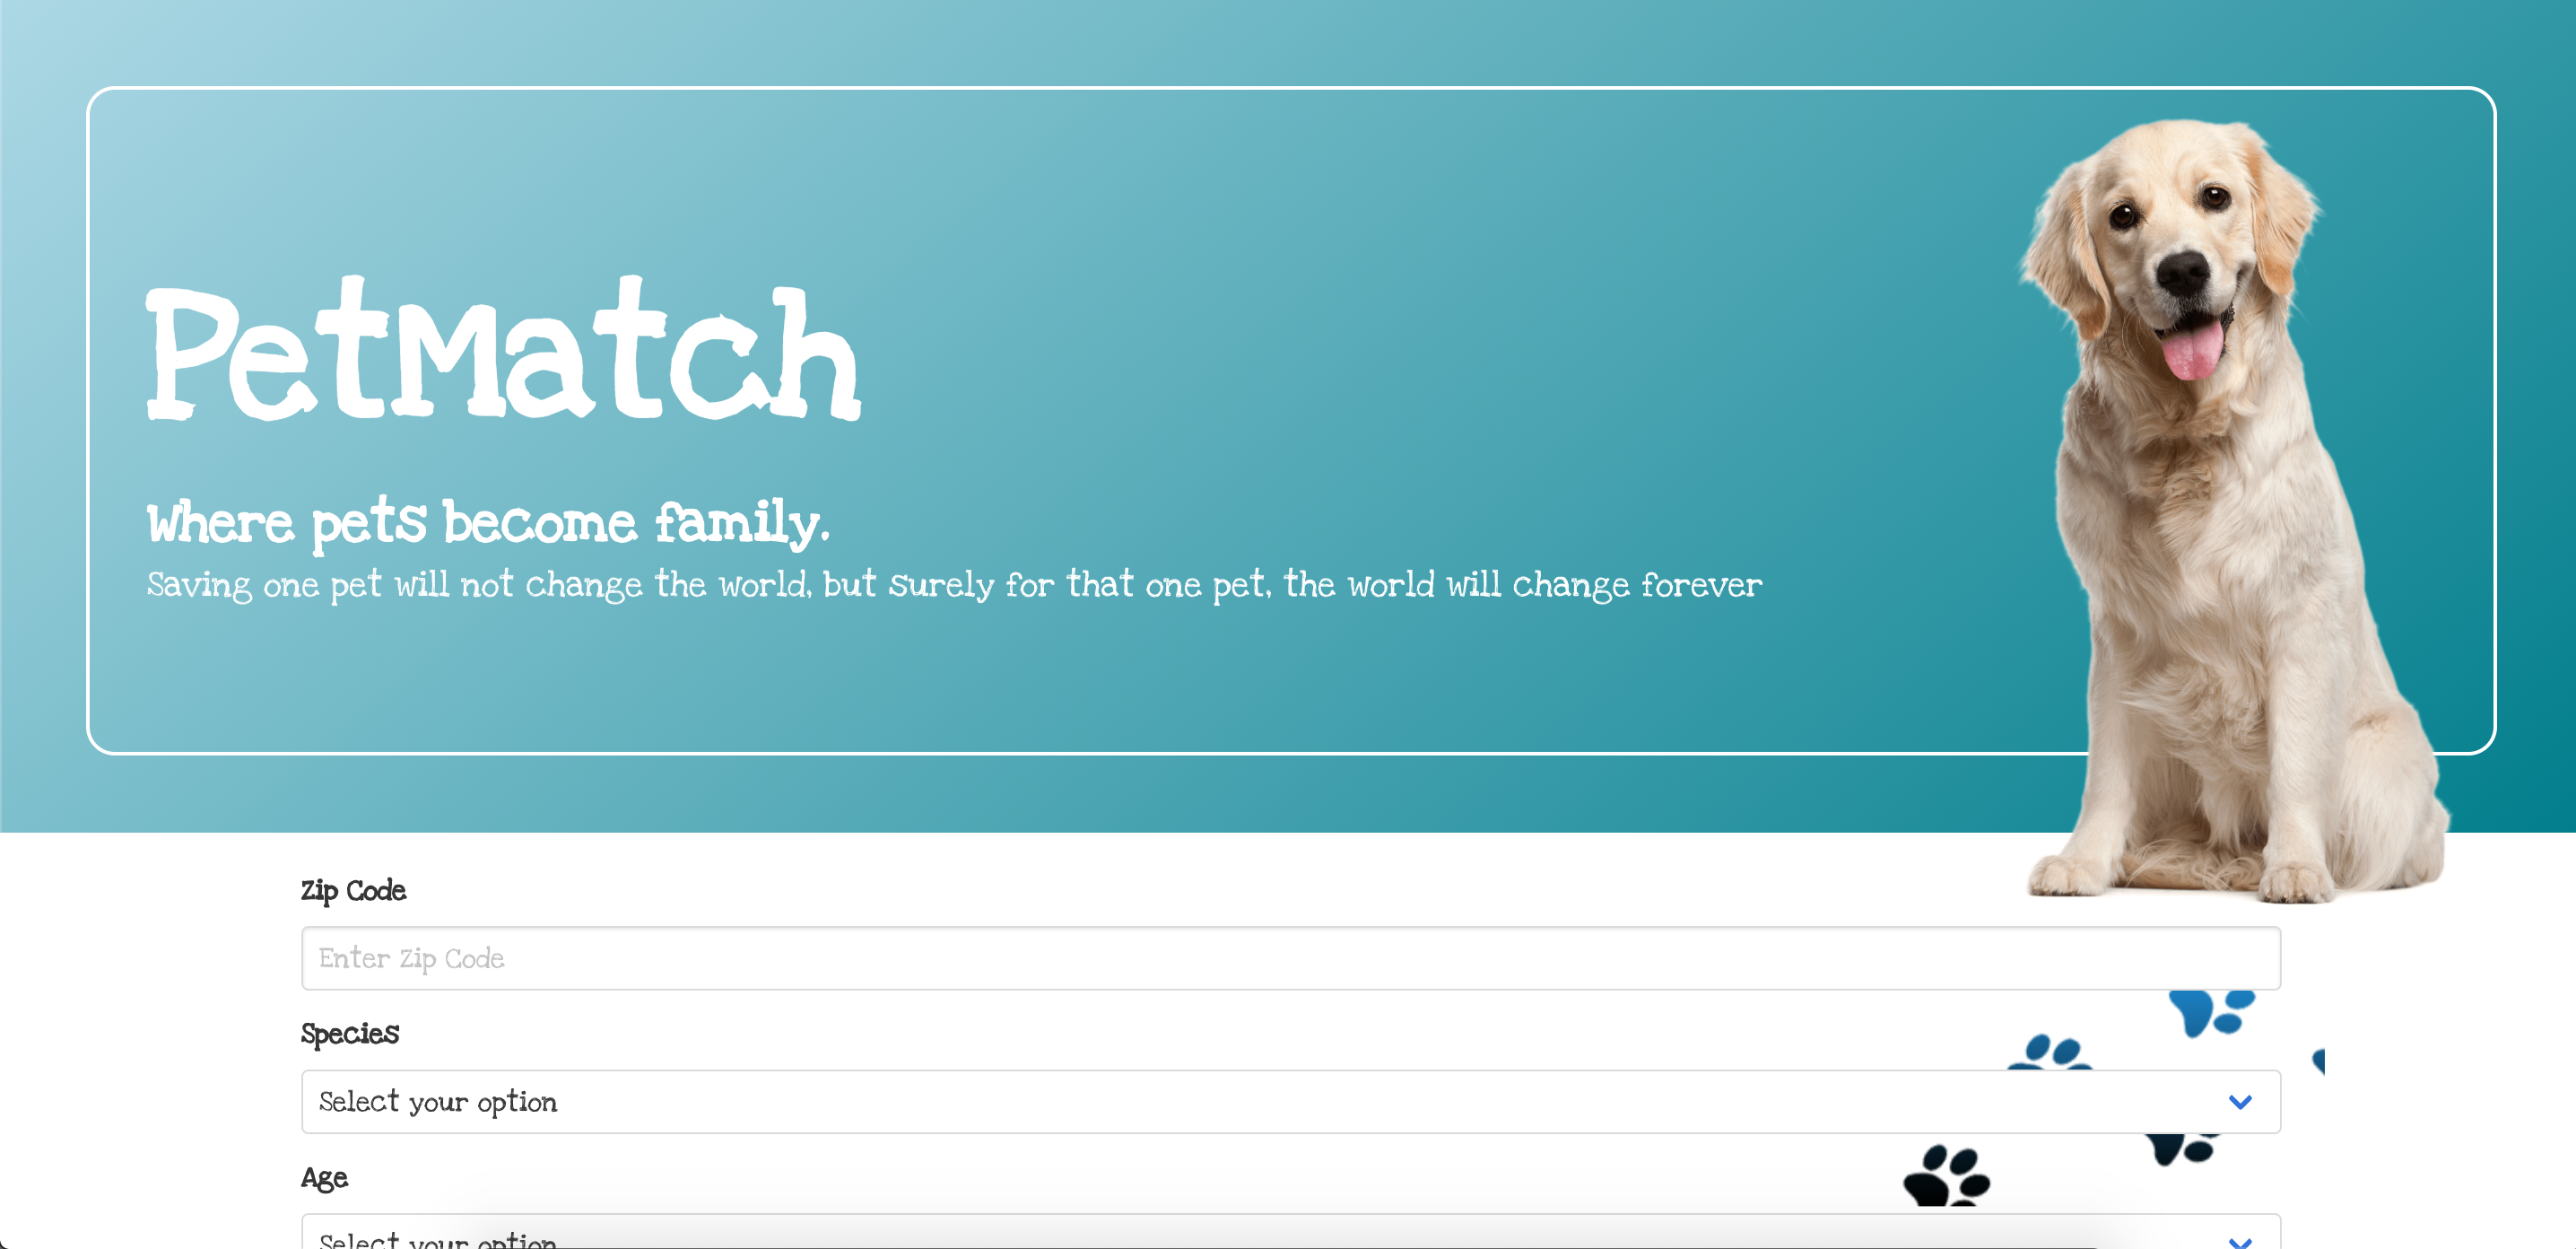 PetMatch
Where pets become family.
Saving one pet will not change the world, but surely for that one pet, the world will change forever
Zip Code
Enter Zip Code
Species
Select your option
Age
Select your option